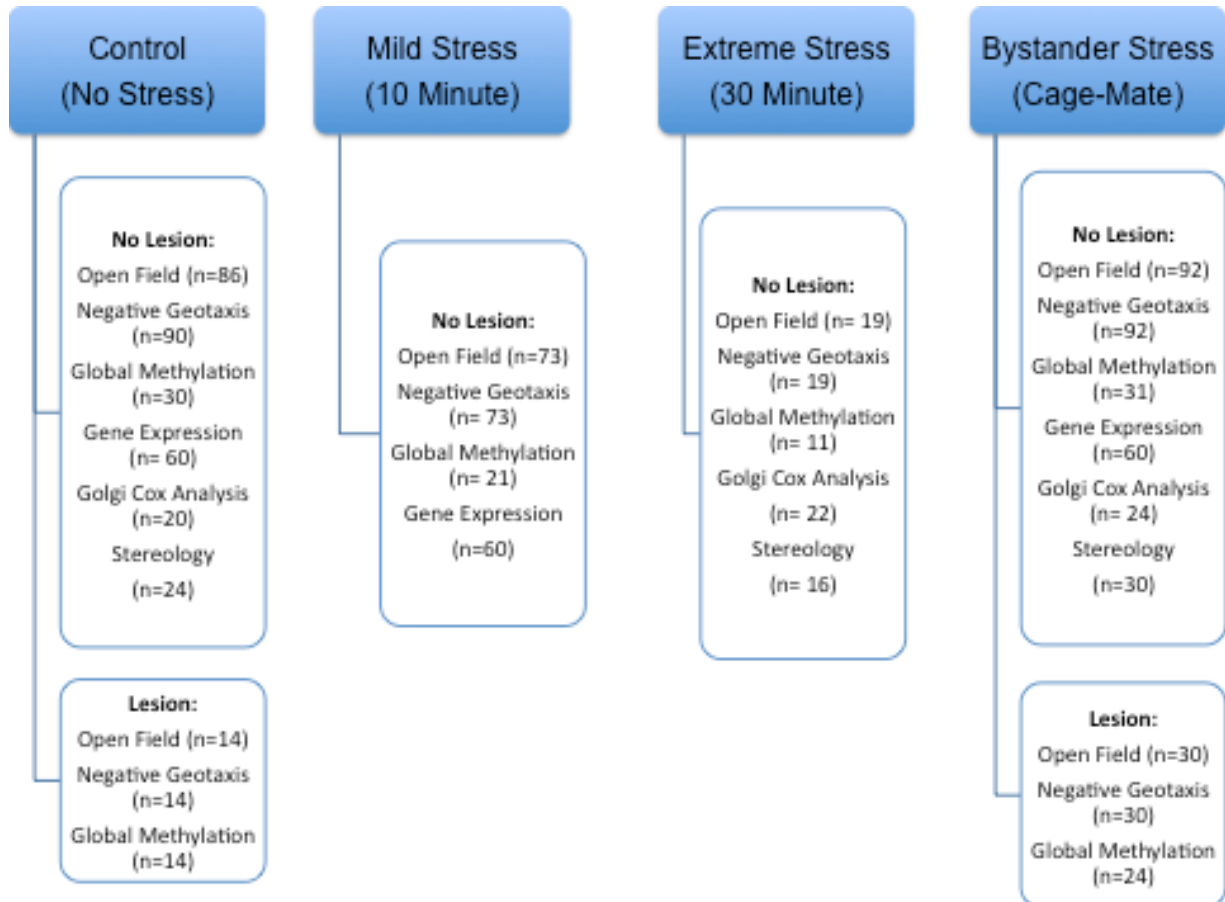 Control
(No Stress)
No Lesion:
Open Field (n=86)
Negative Geotaxis
(n=90)
Global Methylation
(n=30)
Gene Expression
(n= 60)
Golgi Cox Analysis
(n=20)
Stereology
(n=24)
Lesion:
Open Field (n=14)
Negative Geotaxis
(n=14)
Global Methylation
(n=14)
Mild Stress
(10 Minute)
No Lesion:
Open Field (n=73)
Negative Geotaxis
(n= 73)
Global Methylation
(n= 21)
Gene Expression
(n=60)
Extreme Stress
(30 Minute)
No Lesion:
Open Field (n= 19)
Negative Geotaxis
(n= 19)
Global Methylation
(n= 11)
Golgi Cox Analysis
(n= 22)
Stereology
(n= 16)
Bystander Stress
(Cage-Mate)
No Lesion:
Open Field (n=92)
Negative Geotaxis
(n=92)
Global Methylation
(n=31)
Gene Expression
(n=60)
Golgi Cox Analysis
(n= 24)
Stereology
(n=30)
Lesion:
Open Field (n=30)
Negative Geotaxis
(n=30)
Global Methylation
(n=24)